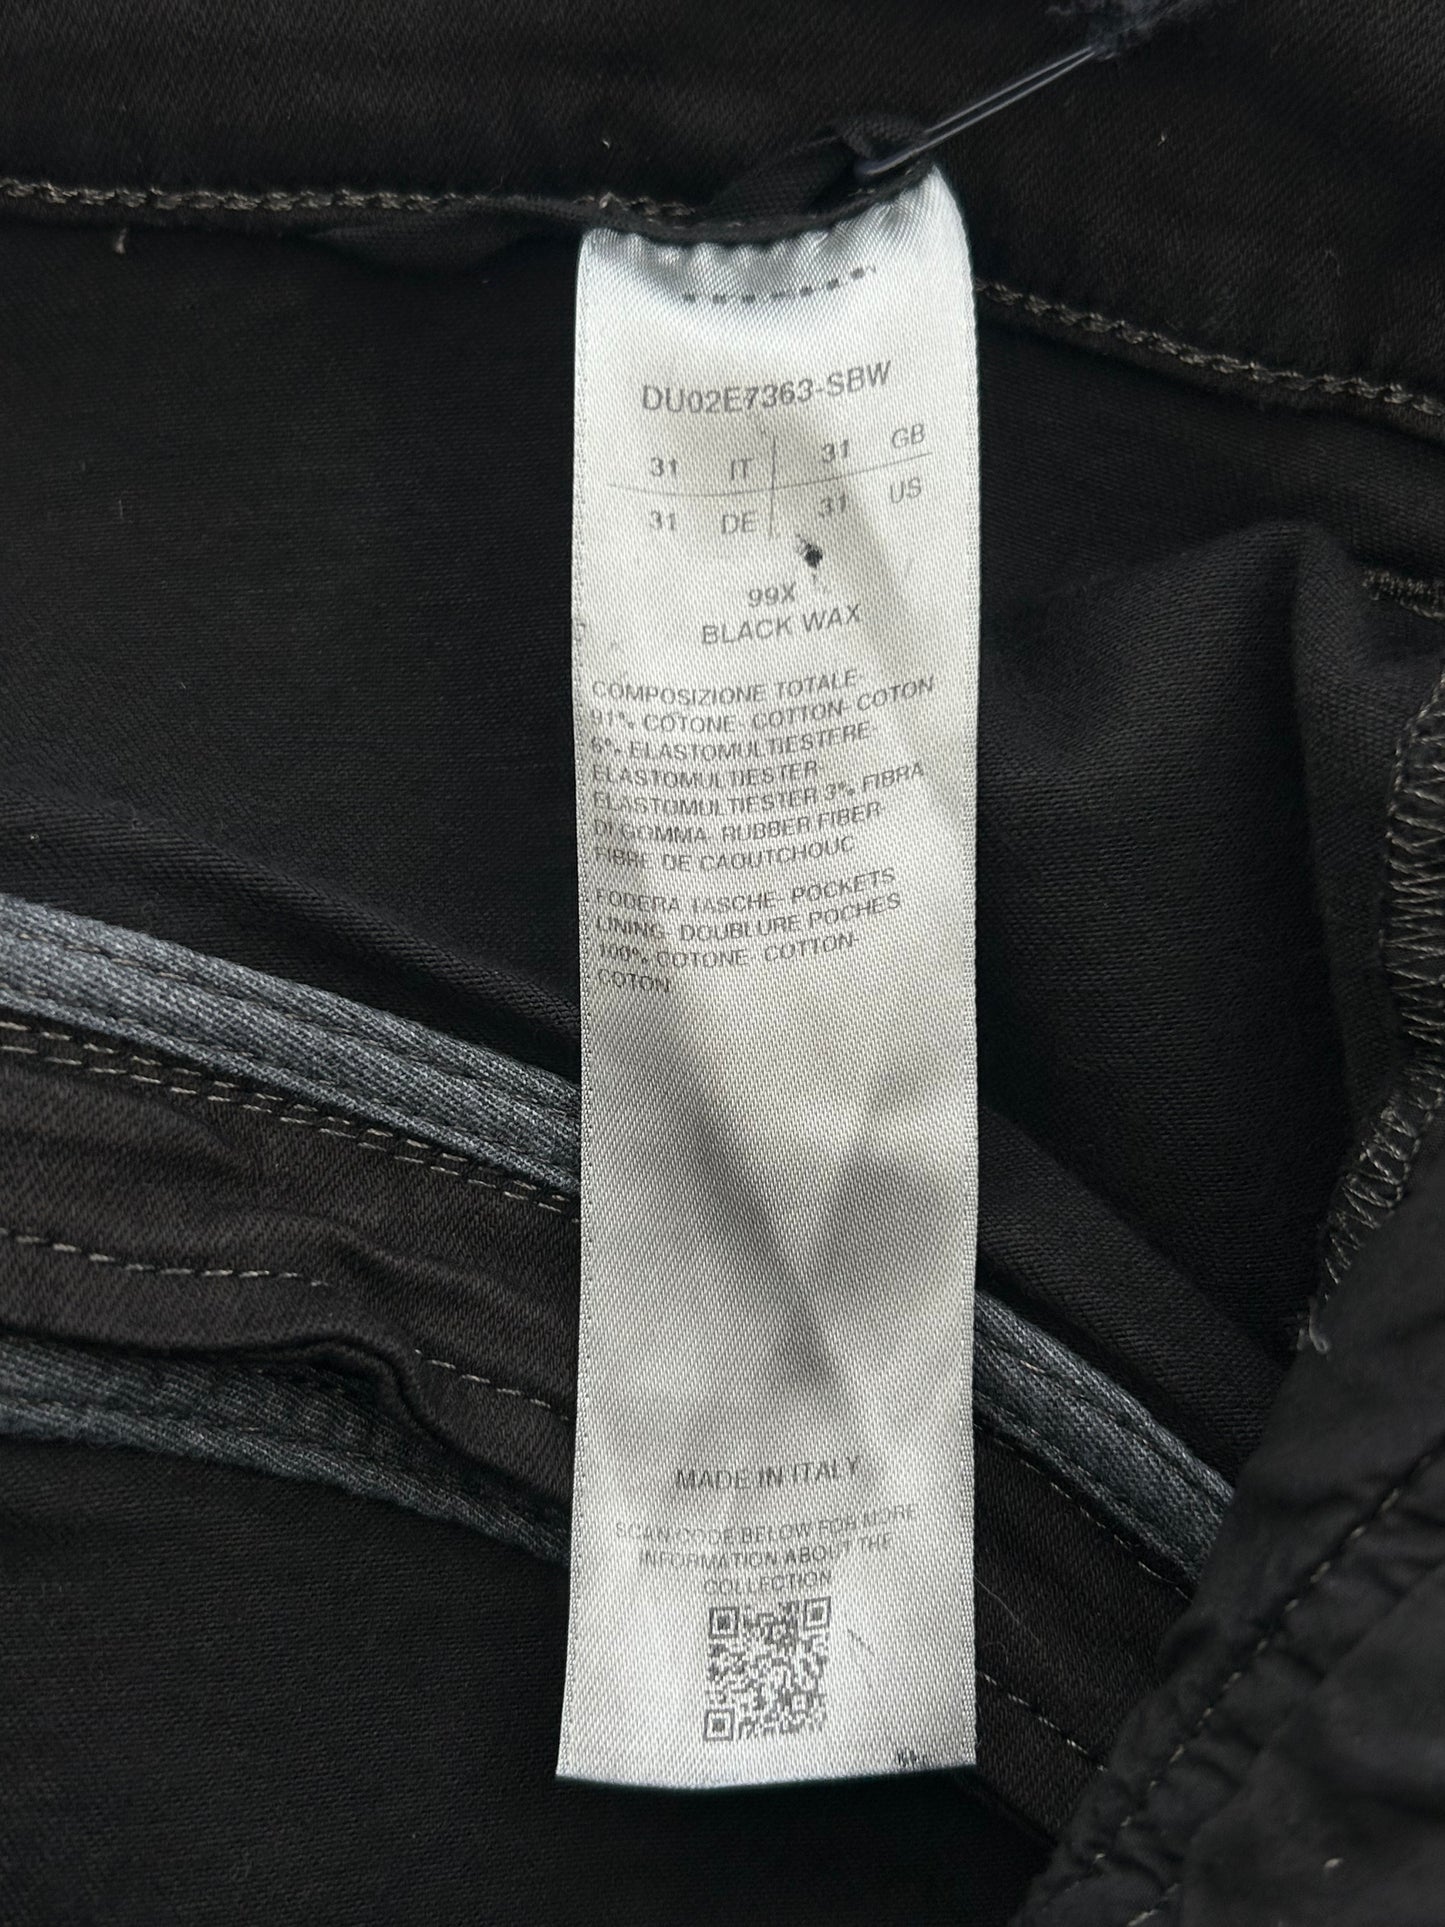 DU02E7363-SBW
31 IT 31 GB
31 DE 31 US
99X
BLACK WAX
COMPOSIZIONE TOTALE-
91% COTONE- COTTON- COTON
6% ELASTOMULTIESTERE-
ELASTOMULTIESTER-
ELASTOMULTIESTER 3% FIBRA
DI GOMMA- RUBBER FIBER-
FIBRE DE CAOUTCHOUC
FODERA TASCHE- POCKETS
LINING- DOUBLURE POCHES
100% COTONE- COTTON-
COTON
MADE IN ITALY
SCAN CODE BELOW FOR MORE
INFORMATION ABOUT THE
COLLECTION